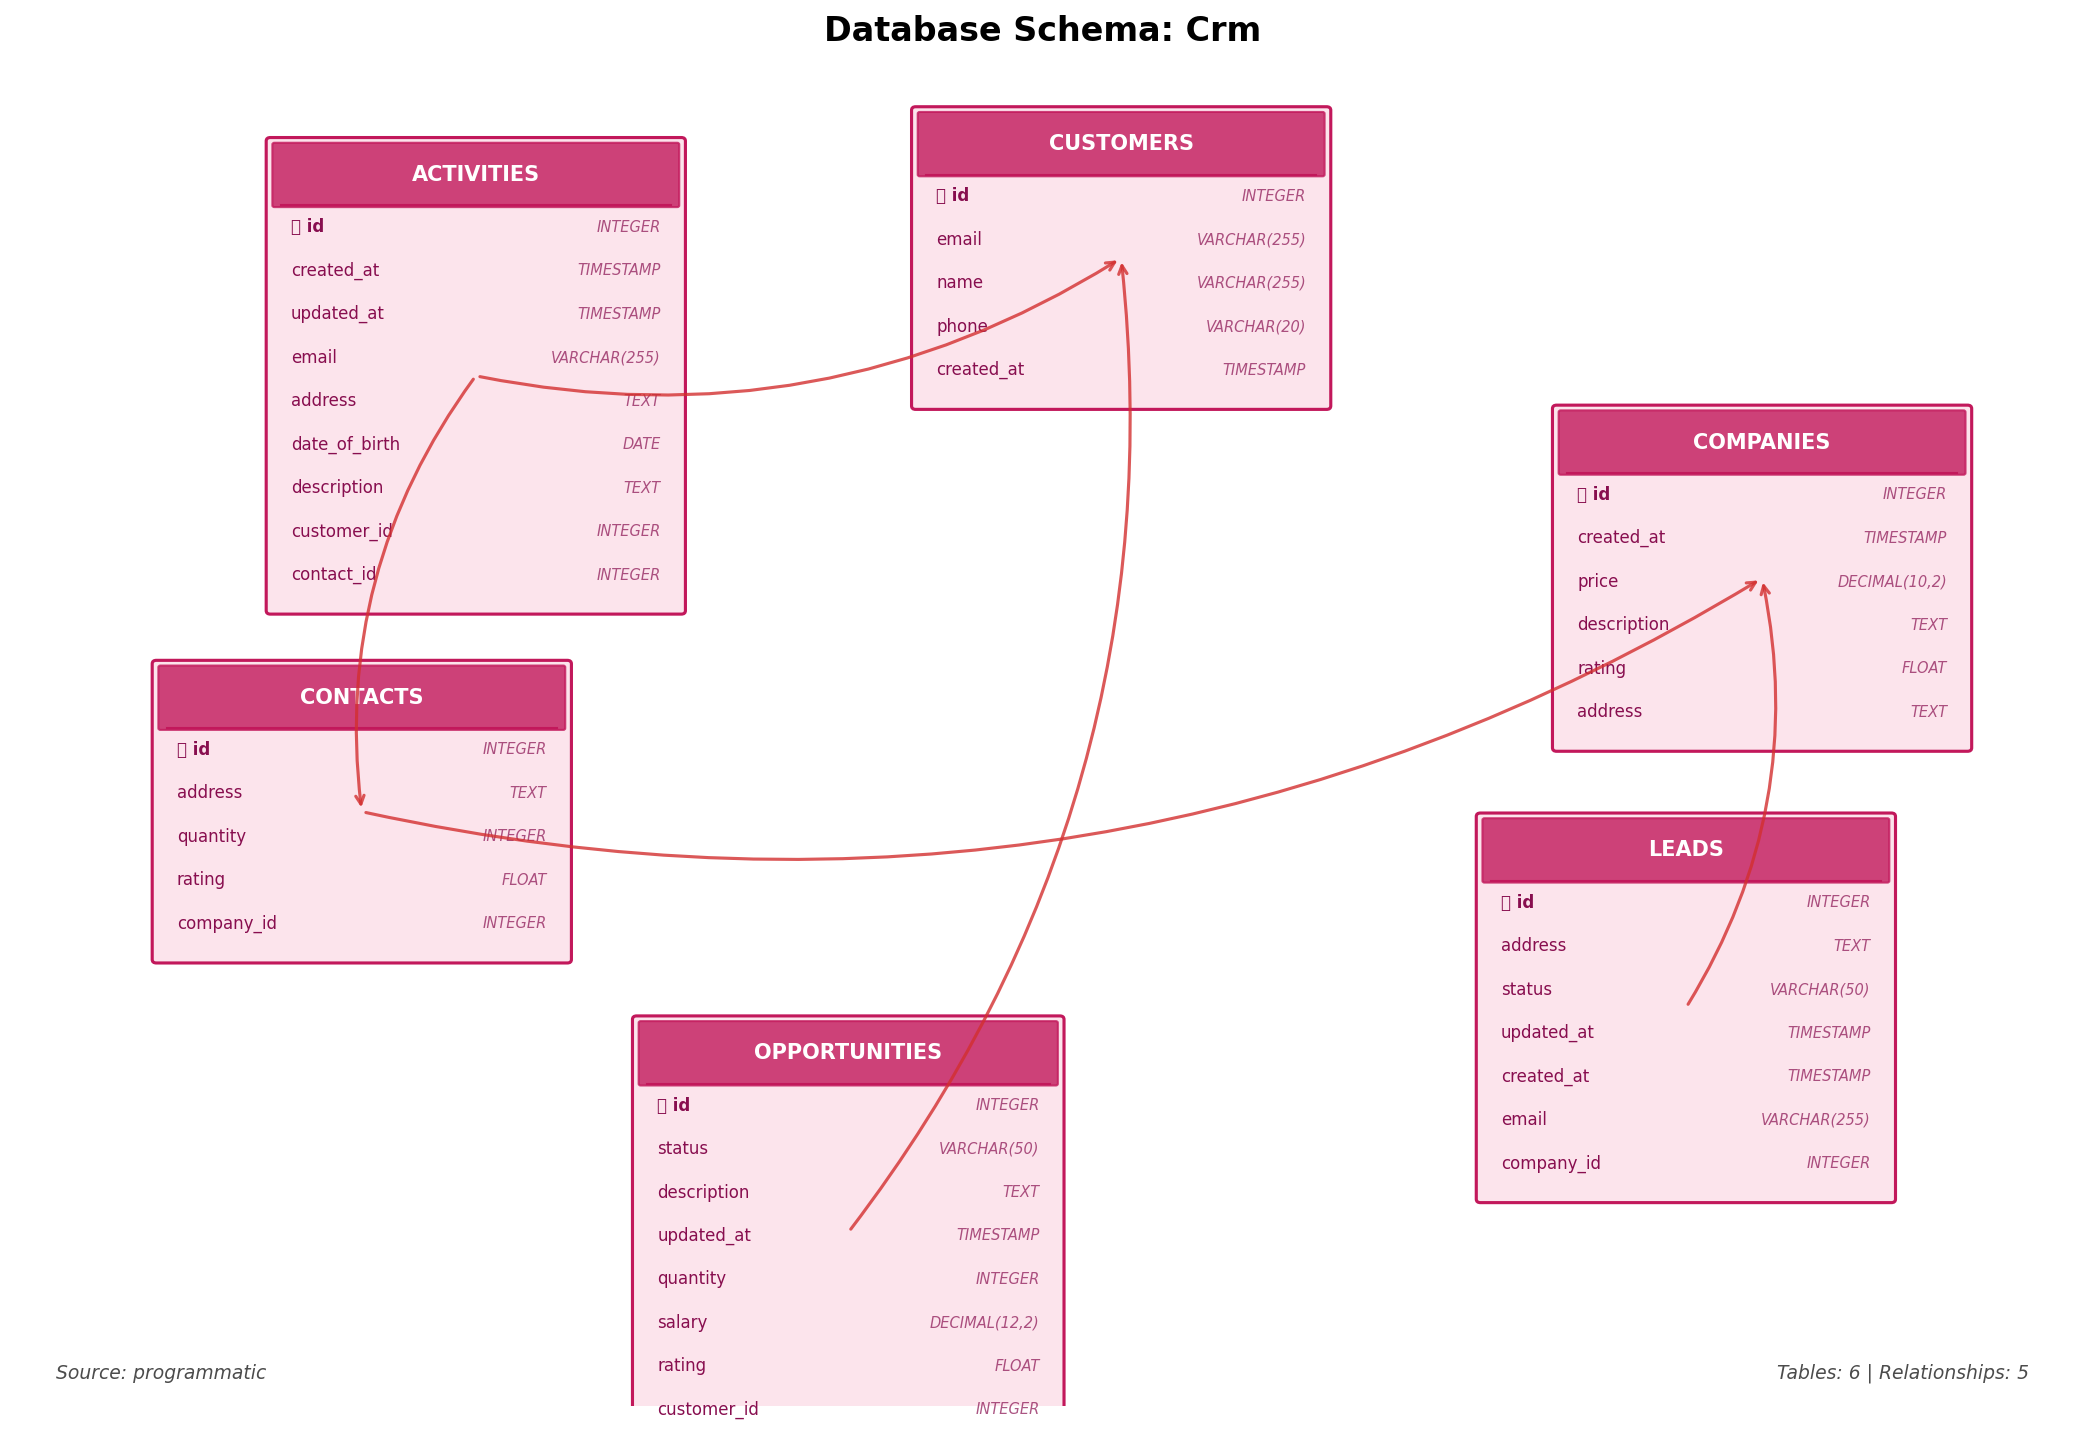 Database Schema: Crm
ACTIVITIES
id INTEGER
created_at TIMESTAMP
updated_at TIMESTAMP
email VARCHAR(255)
address TEXT
date_of_birth DATE
description TEXT
customer_id INTEGER
contact_id INTEGER
CUSTOMERS
id INTEGER
email VARCHAR(255)
name VARCHAR(255)
phone VARCHAR(20)
created_at TIMESTAMP
COMPANIES
id INTEGER
created_at TIMESTAMP
price DECIMAL(10,2)
description TEXT
rating FLOAT
address TEXT
CONTACTS
id INTEGER
address TEXT
quantity INTEGER
rating FLOAT
company_id INTEGER
LEADS
id INTEGER
address TEXT
status VARCHAR(50)
updated_at TIMESTAMP
created_at TIMESTAMP
email VARCHAR(255)
company_id INTEGER
OPPORTUNITIES
id INTEGER
status VARCHAR(50)
description TEXT
updated_at TIMESTAMP
quantity INTEGER
salary DECIMAL(12,2)
rating FLOAT
customer_id INTEGER
Source: programmatic
Tables: 6 | Relationships: 5